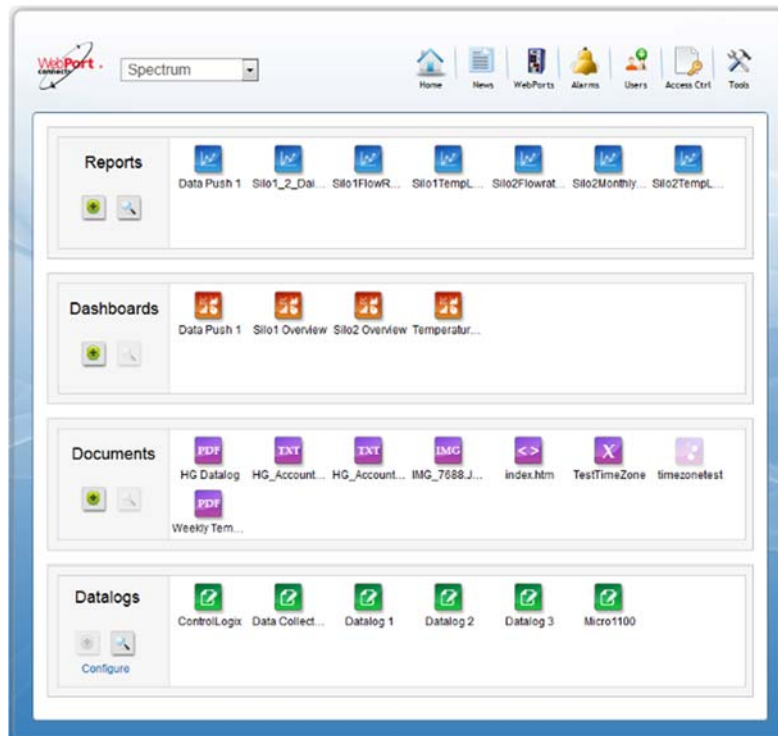 WebPort
connects
Spectrum
Home News WebPorts Alarms Users Access Ctrl Tools
Reports
Data Push 1 Silo1_2_Dai... Silo1FlowR... Silo1TempL... Silo2Flowrat... Silo2Monthly... Silo2TempL...
Dashboards
Data Push 1 Silo1 Overview Silo2 Overview Temperatur...
Documents
PDF TXT TXT IMG <> X
HG Datalog HG_Account... HG_Account... IMG_7688.J... index.htm TestTimeZone timezonetest
PDF
Weekly Tem...
Datalogs
ControlLogix Data Collect... Datalog 1 Datalog 2 Datalog 3 Micro1100
Configure